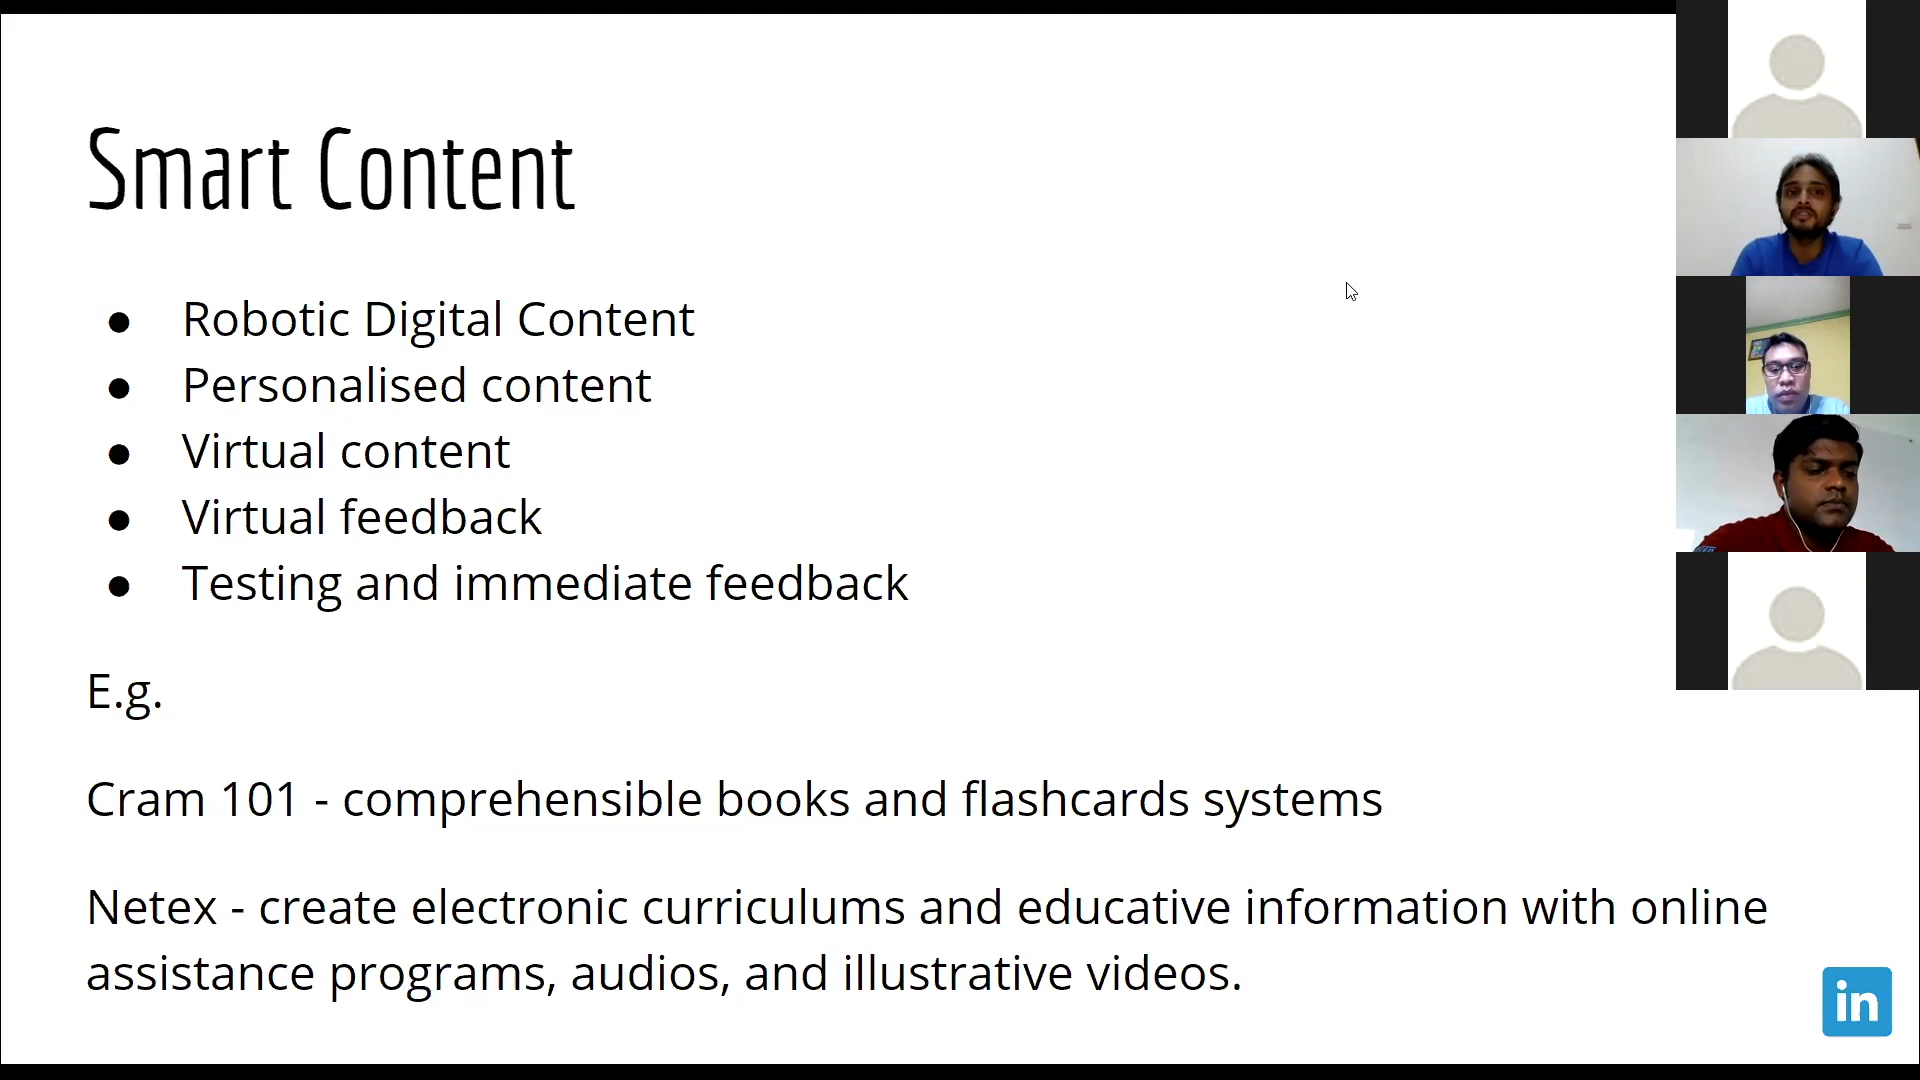 Smart Content
● Robotic Digital Content
● Personalised content
● Virtual content
● Virtual feedback
● Testing and immediate feedback
E.g.
Cram 101 - comprehensible books and flashcards systems
Netex - create electronic curriculums and educative information with online
assistance programs, audios, and illustrative videos.
in